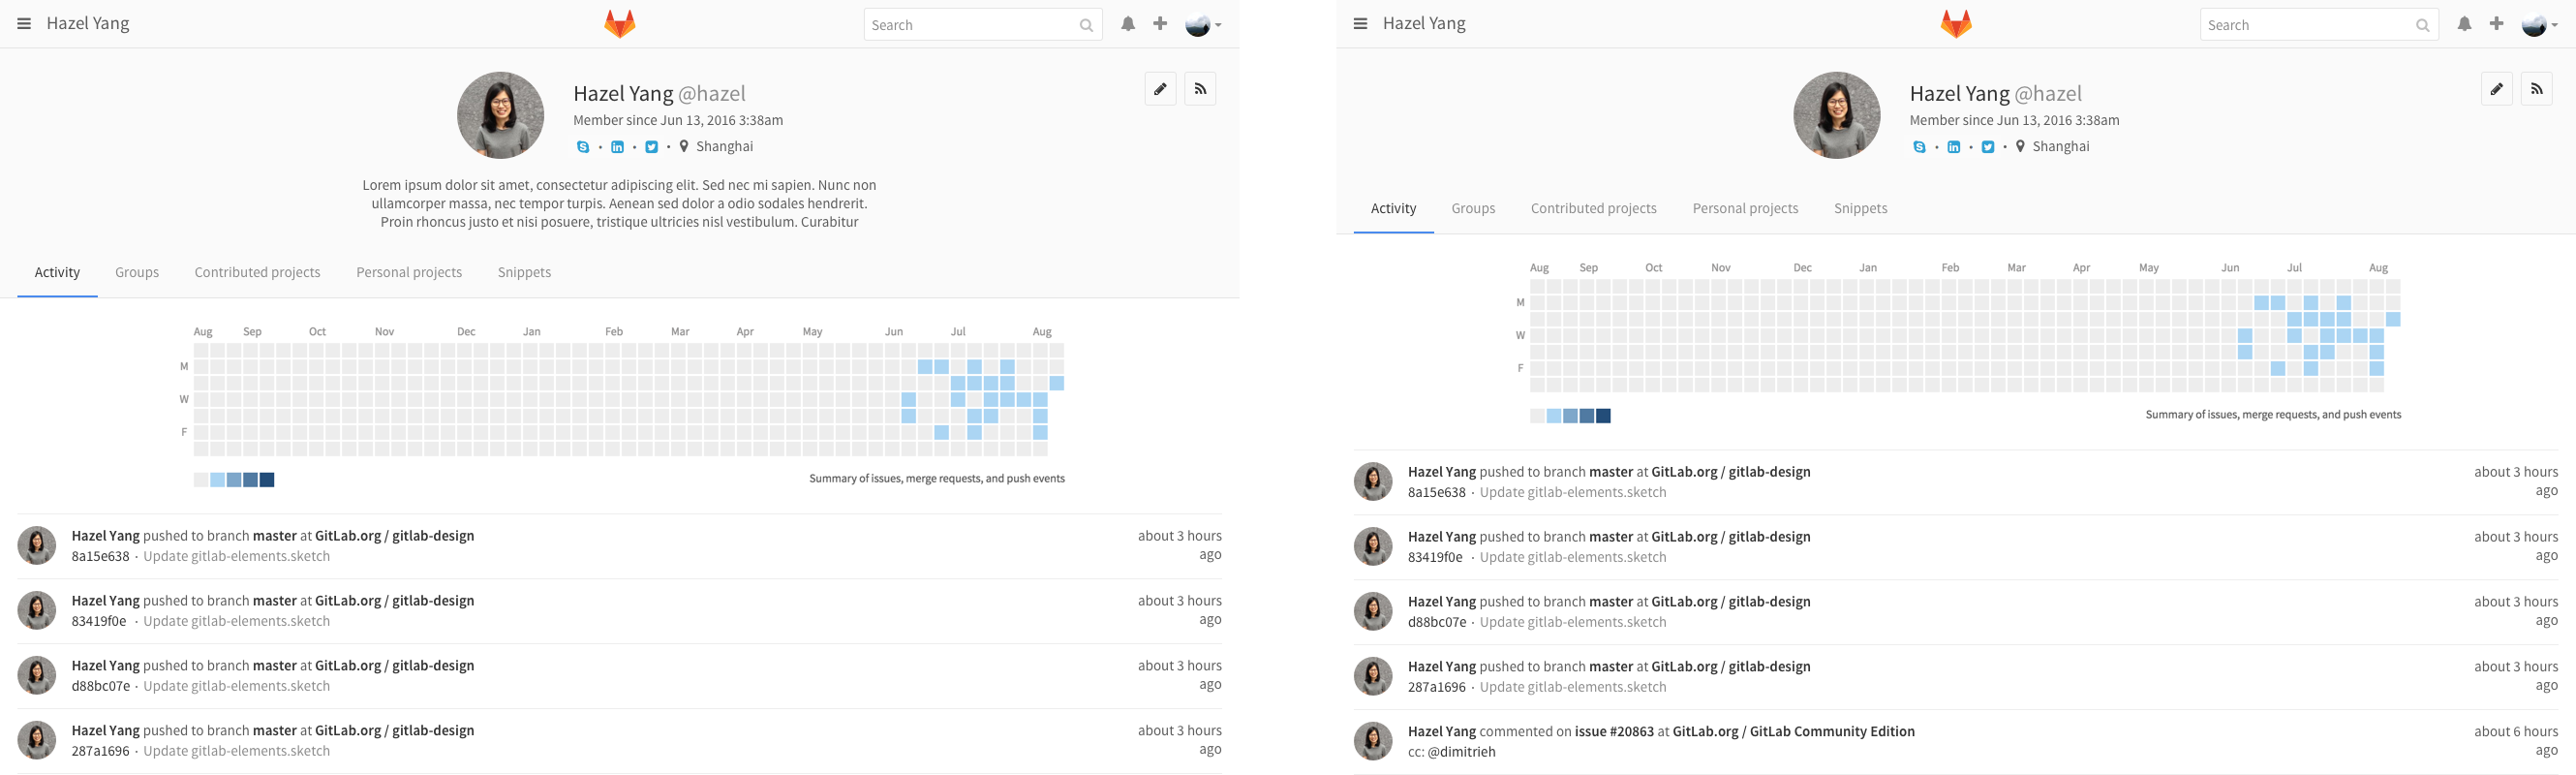 Hazel Yang
Search
Hazel Yang @hazel
Member since Jun 13, 2016 3:38am
Shanghai
Lorem ipsum dolor sit amet, consectetur adipiscing elit. Sed nec mi sapien. Nunc non
ullamcorper massa, nec tempor turpis. Aenean sed dolor a odio sodales hendrerit.
Proin rhoncus justo et nisi posuere, tristique ultricies nisl vestibulum. Curabitur
Activity Groups Contributed projects Personal projects Snippets
Aug Sep Oct Nov Dec Jan Feb Mar Apr May Jun Jul Aug
M
W
F
Summary of issues, merge requests, and push events
Hazel Yang pushed to branch master at GitLab.org / gitlab-design about 3 hours
8a15e638 · Update gitlab-elements.sketch ago
Hazel Yang pushed to branch master at GitLab.org / gitlab-design about 3 hours
83419f0e · Update gitlab-elements.sketch ago
Hazel Yang pushed to branch master at GitLab.org / gitlab-design about 3 hours
d88bc07e · Update gitlab-elements.sketch ago
Hazel Yang pushed to branch master at GitLab.org / gitlab-design about 3 hours
287a1696 · Update gitlab-elements.sketch ago
Hazel Yang
Search
Hazel Yang @hazel
Member since Jun 13, 2016 3:38am
Shanghai
Activity Groups Contributed projects Personal projects Snippets
Aug Sep Oct Nov Dec Jan Feb Mar Apr May Jun Jul Aug
M
W
F
Summary of issues, merge requests, and push events
Hazel Yang pushed to branch master at GitLab.org / gitlab-design about 3 hours
8a15e638 · Update gitlab-elements.sketch ago
Hazel Yang pushed to branch master at GitLab.org / gitlab-design about 3 hours
83419f0e · Update gitlab-elements.sketch ago
Hazel Yang pushed to branch master at GitLab.org / gitlab-design about 3 hours
d88bc07e · Update gitlab-elements.sketch ago
Hazel Yang pushed to branch master at GitLab.org / gitlab-design about 3 hours
287a1696 · Update gitlab-elements.sketch ago
Hazel Yang commented on issue #20863 at GitLab.org / GitLab Community Edition about 6 hours
cc: @dimitrieh ago